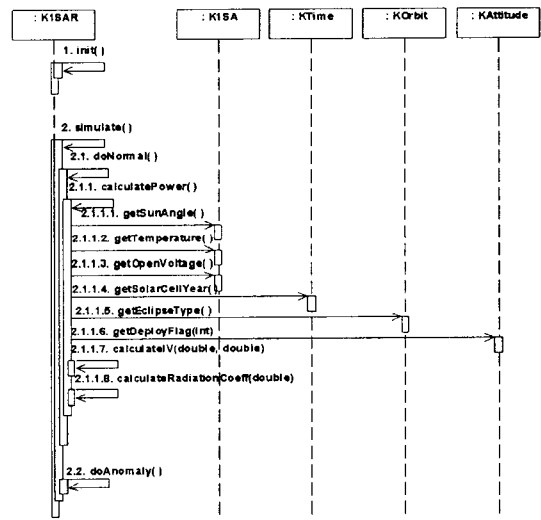 : K1SAR
: K1SA
: KTime
: KOrbit
: KAttitude
1. init( )
2. simulate( )
2.1. doNormal( )
2.1.1. calculatePower( )
2.1.1.1. getSunAngle( )
2.1.1.2. getTemperature( )
2.1.1.3. getOpenVoltage( )
2.1.1.4. getSolarCellYear( )
2.1.1.5. getEclipseType( )
2.1.1.6. getDeployFlag(int)
2.1.1.7. calculateIV(double, double)
2.1.1.8. calculateRadiationCoeff(double)
2.2. doAnomaly( )